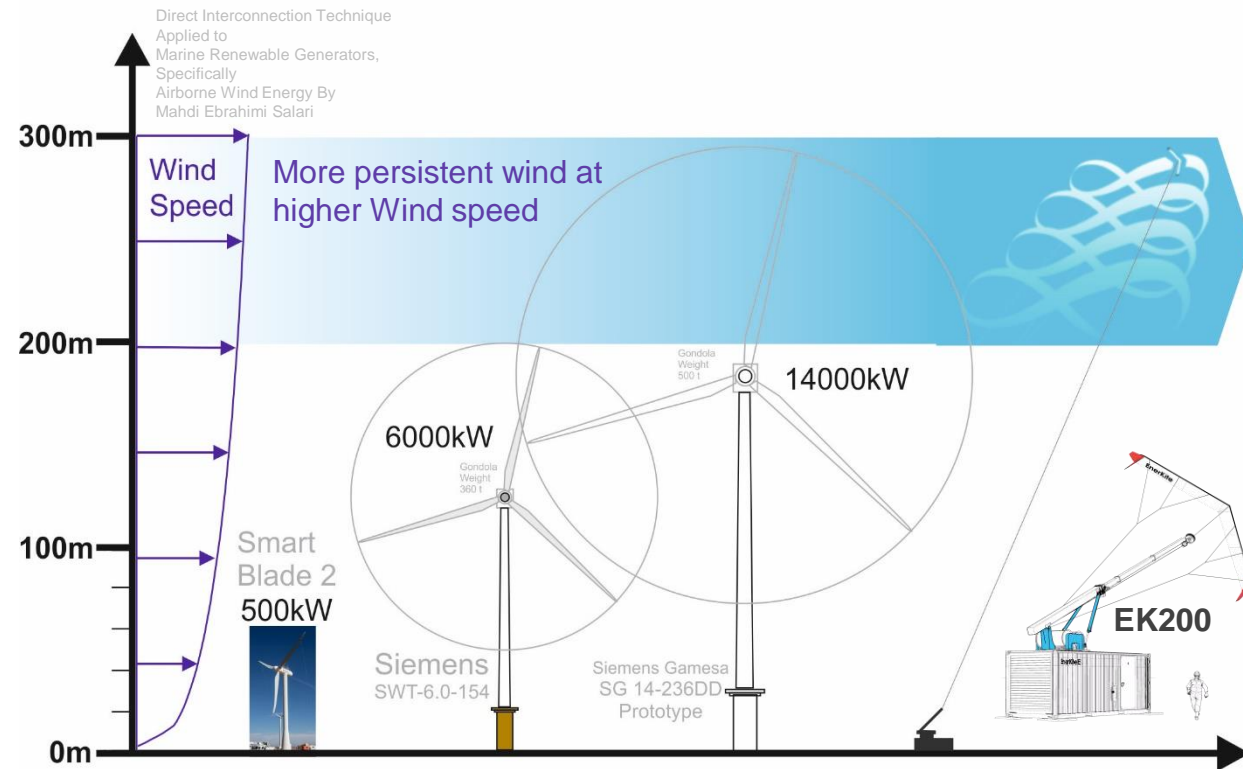 Direct Interconnection Technique
Applied to
Marine Renewable Generators,
Specifically
Airborne Wind Energy By
Mahdi Ebrahimi Salari
300m
Wind
Speed
More persistent wind at
higher Wind speed
200m
Gondola
Weight
500 t
14000kW
6000kW
Gondola
Weight
360 t
100m
Smart
Blade 2
500kW
Siemens
SWT-6.0-154
Siemens Gamesa
SG 14-236DD
Prototype
EnerKite
EK200
EnerKite
0m